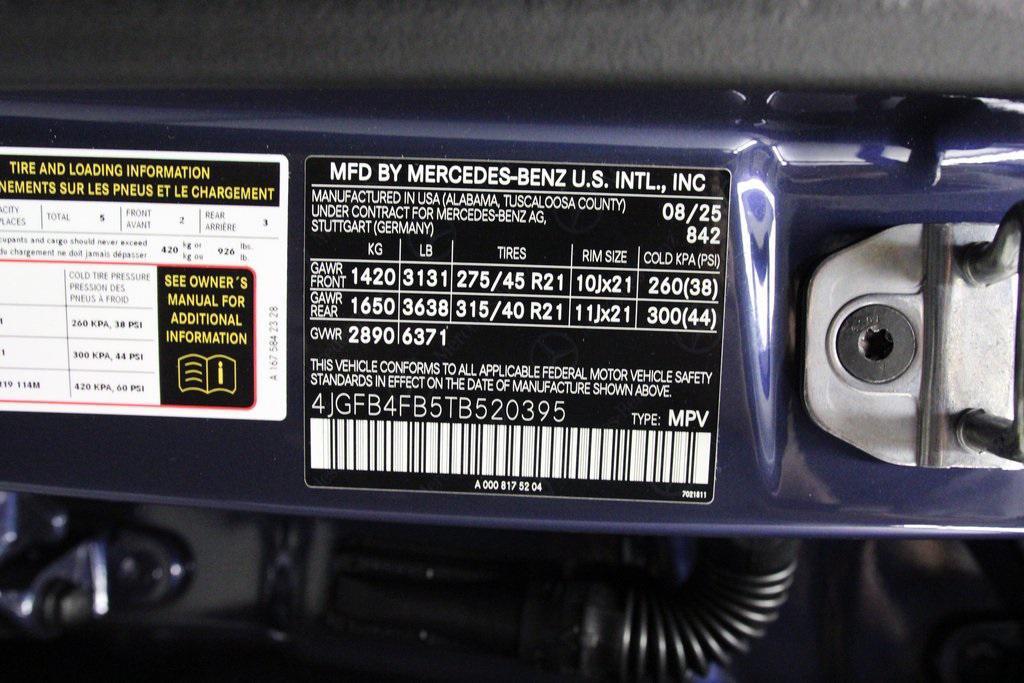 TIRE AND LOADING INFORMATION
NEMENTS SUR LES PNEUS ET LE CHARGEMENT
ACITY
PLACES
TOTAL 5
FRONT
AVANT
2
REAR
ARRIÈRE
3
cupants and cargo should never exceed
du chargement ne doit jamais dépasser
420 kg or
kg ou
926 lbs.
lb.
COLD TIRE PRESSURE
PRESSION DES
PNEUS À FROID
260 KPA, 38 PSI
300 KPA, 44 PSI
119 114M
420 KPA, 60 PSI
SEE OWNER´S
MANUAL FOR
ADDITIONAL
INFORMATION
A 167 584 23 28
MFD BY MERCEDES-BENZ U.S. INTL., INC
MANUFACTURED IN USA (ALABAMA, TUSCALOOSA COUNTY)
UNDER CONTRACT FOR MERCEDES-BENZ AG,
STUTTGART (GERMANY)
08/25
842
KG LB TIRES RIM SIZE COLD KPA (PSI)
GAWR
FRONT 1420 3131 275/45 R21 10Jx21 260(38)
GAWR
REAR 1650 3638 315/40 R21 11Jx21 300(44)
GWR 2890 6371
THIS VEHICLE CONFORMS TO ALL APPLICABLE FEDERAL MOTOR VEHICLE SAFETY
STANDARDS IN EFFECT ON THE DATE OF MANUFACTURE SHOWN ABOVE.
4JGFB4FB5TB520395
TYPE: MPV
A 000 817 52 04
7021811